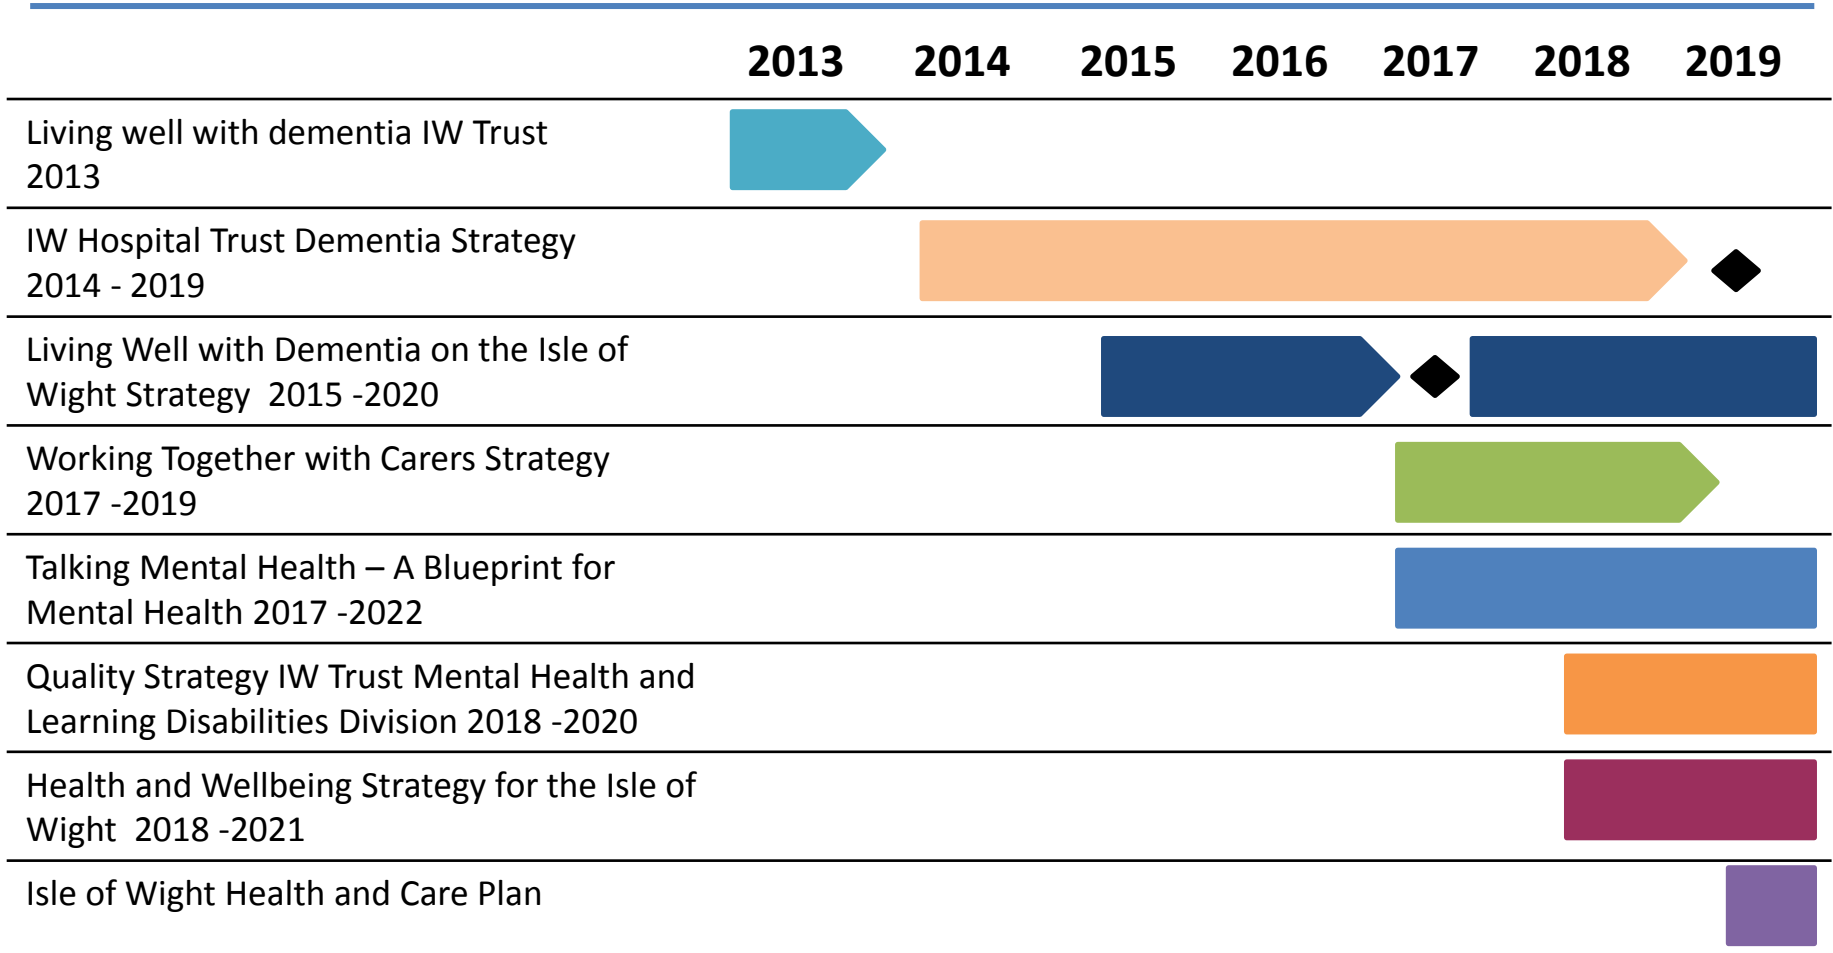 2013 2014 2015 2016 2017 2018 2019
Living well with dementia IW Trust
2013
IW Hospital Trust Dementia Strategy
2014 - 2019
Living Well with Dementia on the Isle of
Wight Strategy  2015 -2020
Working Together with Carers Strategy
2017 -2019
Talking Mental Health – A Blueprint for
Mental Health 2017 -2022
Quality Strategy IW Trust Mental Health and
Learning Disabilities Division 2018 -2020
Health and Wellbeing Strategy for the Isle of
Wight  2018 -2021
Isle of Wight Health and Care Plan